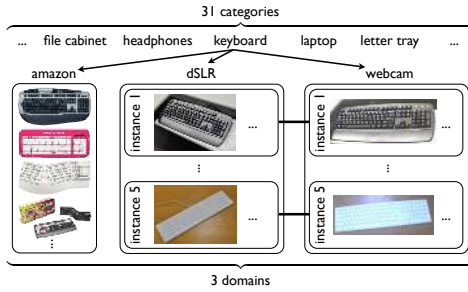 31 categories
... file cabinet headphones keyboard laptop letter tray ...
amazon dSLR webcam
instance 1 ... instance 1 ...
⋮ ⋮
instance 5 ... instance 5 ...
⋮
3 domains